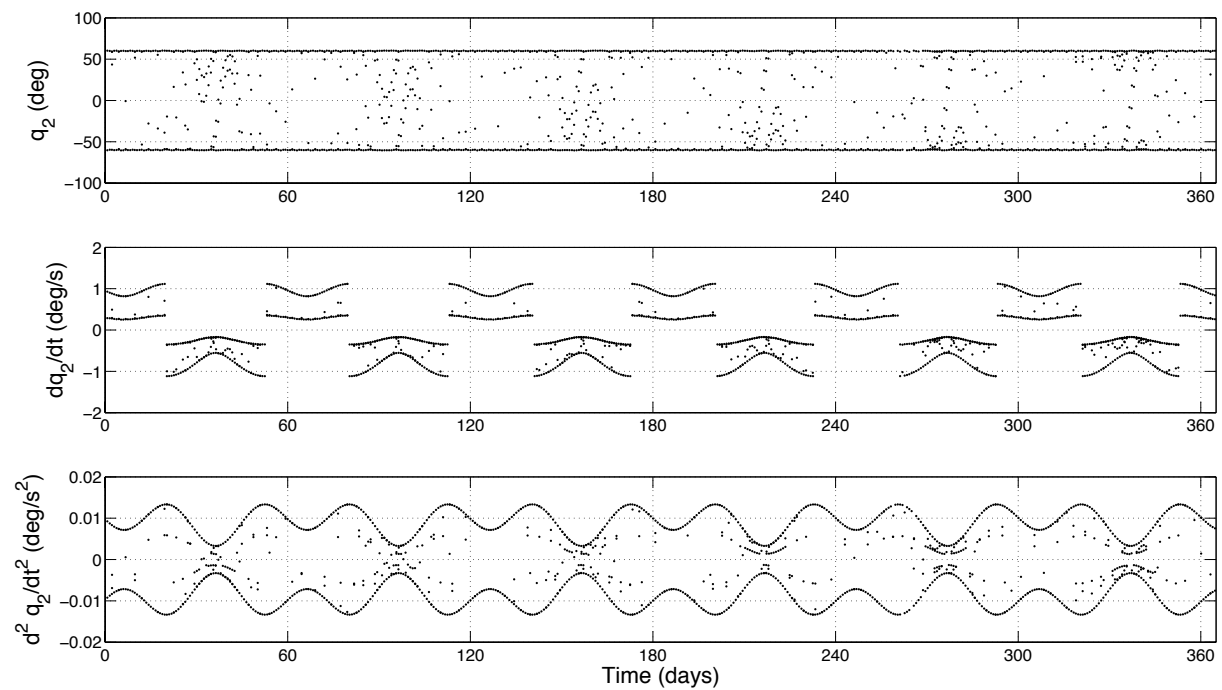 100
50
0
−50
−100
q2 (deg)
0 60 120 180 240 300 360
2
1
0
−1
−2
dq2/dt (deg/s)
0 60 120 180 240 300 360
0.02
0.010
0
−0.01
−0.02
d2 q2/dt2 (deg/s2)
0 60 120 180 240 300 360
Time (days)